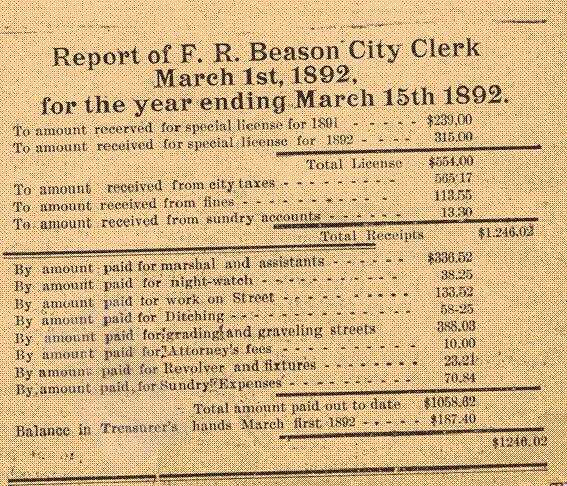 Report of F. R. Beason City Clerk
March 1st, 1892,
for the year ending March 15th 1892.
To amount recerved for special license for 1891 - - - - - $239.00
To amount received for special license for 1892 - - - - 315.00
Total License $554.00
To amount received from city taxes - - - - - - - - 565·17
To amount received from fines - - - - - - - - - 113.55
To amount received from sundry accounts - - - - - - 13.30
Total Receipts $1.246.02
By amount paid for marshal and assistants - - - - - - $336.52
By amount paid for night-watch - - - - - - - - - 38.25
By amount paid for work on Street - - - - - - - - 133.52
By amount paid for Ditching - - - - - - - - - - 58-25
By amount paid for grading and graveling streets 388.03
By amount paid for Attorney's fees - - - - - - - - 10.00
By amount paid for Revolver and fixtures - - - - - - 23.21
By amount paid, for Sundry Expenses - - - - - - - - 70.84
Total amount paid out to date $1058.62
Balance in Treasurer's hands March first, 1892 - - - - - $187.40
$1246.02